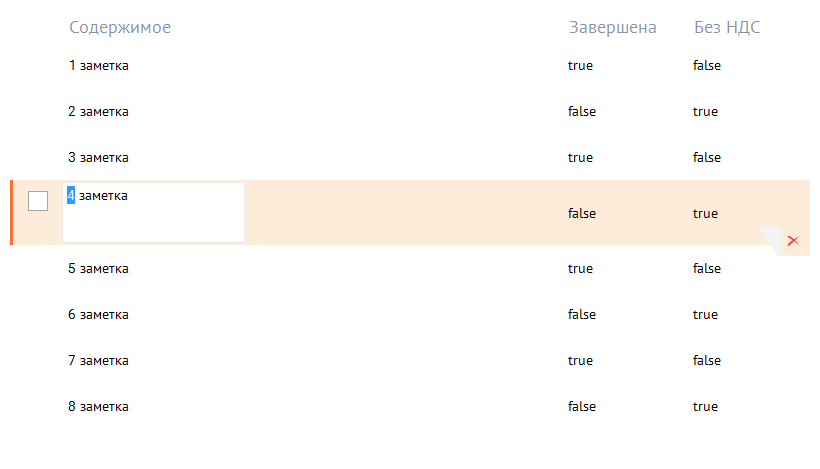 Содержимое Завершена Без НДС
1 заметка true false
2 заметка false true
3 заметка true false
4 заметка false true
5 заметка true false
6 заметка false true
7 заметка true false
8 заметка false true